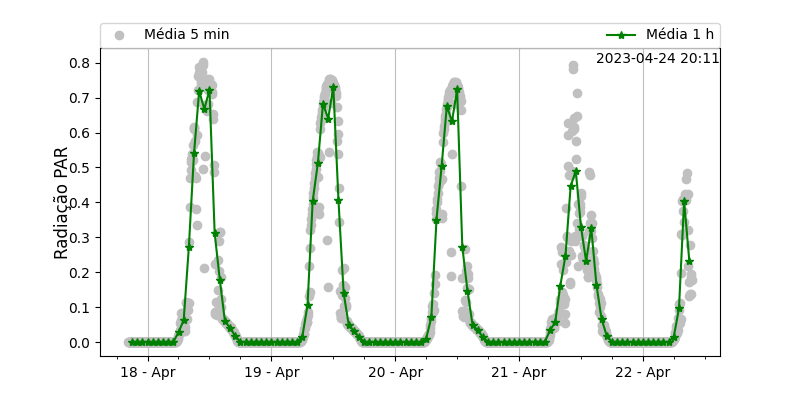 Média 5 min
Média 1 h
2023-04-24 20:11
Radiação PAR
0.8
0.7
0.6
0.5
0.4
0.3
0.2
0.1
0.0
18 - Apr
19 - Apr
20 - Apr
21 - Apr
22 - Apr